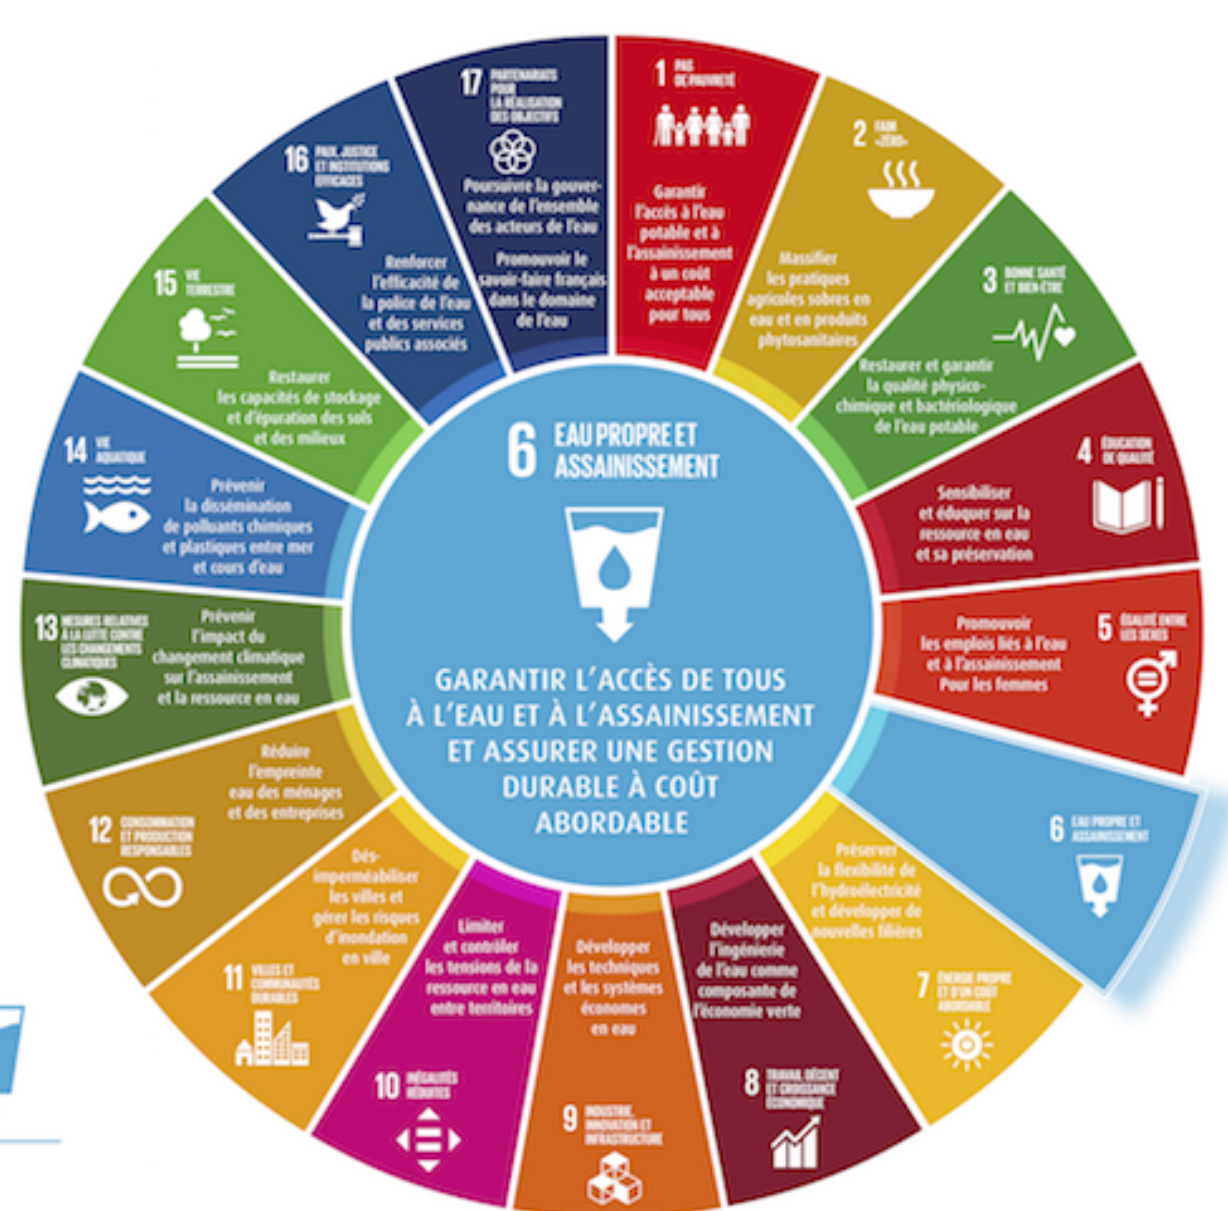 6 EAU PROPRE ET
ASSAINISSEMENT
GARANTIR L'ACCÈS DE TOUS
À L'EAU ET À L'ASSAINISSEMENT
ET ASSURER UNE GESTION
DURABLE À COÛT
ABORDABLE
1 PAS
DE PAUVRETÉ
Garantir
l'accès à l'eau
potable et à
l'assainissement
à un coût
acceptable
pour tous
2 FAIM
«ZÉRO»
Massifier
les pratiques
agricoles sobres en
eau et en produits
phytosanitaires
3 BONNE SANTÉ
ET BIEN-ÊTRE
Restaurer et garantir
la qualité physico-
chimique et bactériologique
de l'eau potable
4 ÉDUCATION
DE QUALITÉ
Sensibiliser
et éduquer sur la
ressource en eau
et sa préservation
5 ÉGALITÉ ENTRE
LES SEXES
Promouvoir
les emplois liés à l'eau
et à l'assainissement
Pour les femmes
6 EAU PROPRE ET
ASSAINISSEMENT
Préserver
la flexibilité de
l'hydroélectricité
et développer de
nouvelles filières
7 ÉNERGIE PROPRE
ET D'UN COÛT
ABORDABLE
Développer
l'ingénierie
de l'eau comme
composante de
l'économie verte
8 TRAVAIL DÉCENT
ET CROISSANCE
ÉCONOMIQUE
Développer
les techniques
et les systèmes
économes
en eau
9 INDUSTRIE,
INNOVATION ET
INFRASTRUCTURE
Limiter
et contrôler
les tensions de la
ressource en eau
entre territoires
10 INÉGALITÉS
RÉDUITES
Dés-
imperméabiliser
les villes et
gérer les risques
d'inondation
en ville
11 VILLES ET
COMMUNAUTÉS
DURABLES
Réduire
l'empreinte
eau des ménages
et des entreprises
12 CONSOMMATION
ET PRODUCTION
RESPONSABLES
13 MESURES RELATIVES
À LA LUTTE CONTRE
LES CHANGEMENTS
CLIMATIQUES
Prévenir
l'impact du
changement climatique
sur l'assainissement
et la ressource en eau
14 VIE
AQUATIQUE
Prévenir
la dissémination
de polluants chimiques
et plastiques entre mer
et cours d'eau
15 VIE
TERRESTRE
Restaurer
les capacités de stockage
et d'épuration des sols
et des milieux
16 PAIX, JUSTICE
ET INSTITUTIONS
EFFICACES
Renforcer
l'efficacité de
la police de l'eau
et des services
publics associés
17 PARTENARIATS
POUR
LA RÉALISATION
DES OBJECTIFS
Poursuivre la gouver-
nance de l'ensemble
des acteurs de l'eau
Promouvoir le
savoir-faire français
dans le domaine
de l'eau